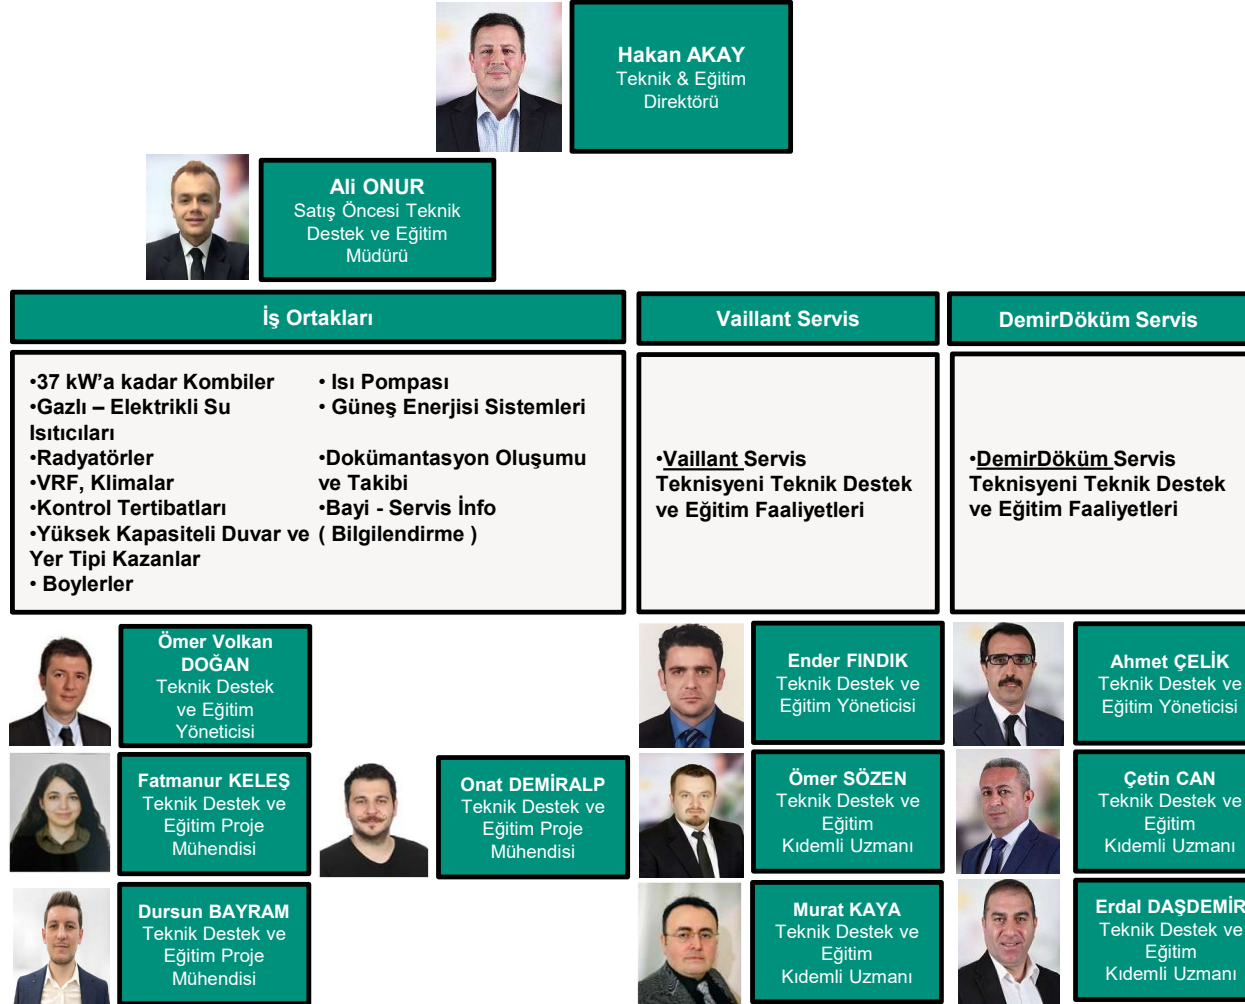 Hakan AKAY
Teknik & Eğitim
Direktörü
Ali ONUR
Satış Öncesi Teknik
Destek ve Eğitim
Müdürü
İş Ortakları
•37 kW’a kadar Kombiler
•Gazlı – Elektrikli Su
Isıtıcıları
•Radyatörler
•VRF, Klimalar
•Kontrol Tertibatları
•Yüksek Kapasiteli Duvar ve
Yer Tipi Kazanlar
• Boylerler
• Isı Pompası
• Güneş Enerjisi Sistemleri
•Dokümantasyon Oluşumu
ve Takibi
•Bayi - Servis İnfo
( Bilgilendirme )
Vaillant Servis
•Vaillant Servis
Teknisyeni Teknik Destek
ve Eğitim Faaliyetleri
DemirDöküm Servis
•DemirDöküm Servis
Teknisyeni Teknik Destek
ve Eğitim Faaliyetleri
Ömer Volkan
DOĞAN
Teknik Destek
ve Eğitim
Yöneticisi
Fatmanur KELEŞ
Teknik Destek ve
Eğitim Proje
Mühendisi
Onat DEMİRALP
Teknik Destek ve
Eğitim Proje
Mühendisi
Dursun BAYRAM
Teknik Destek ve
Eğitim Proje
Mühendisi
Ender FINDIK
Teknik Destek ve
Eğitim Yöneticisi
Ömer SÖZEN
Teknik Destek ve
Eğitim
Kıdemli Uzmanı
Murat KAYA
Teknik Destek ve
Eğitim
Kıdemli Uzmanı
Ahmet ÇELİK
Teknik Destek ve
Eğitim Yöneticisi
Çetin CAN
Teknik Destek ve
Eğitim
Kıdemli Uzmanı
Erdal DAŞDEMİR
Teknik Destek ve
Eğitim
Kıdemli Uzmanı